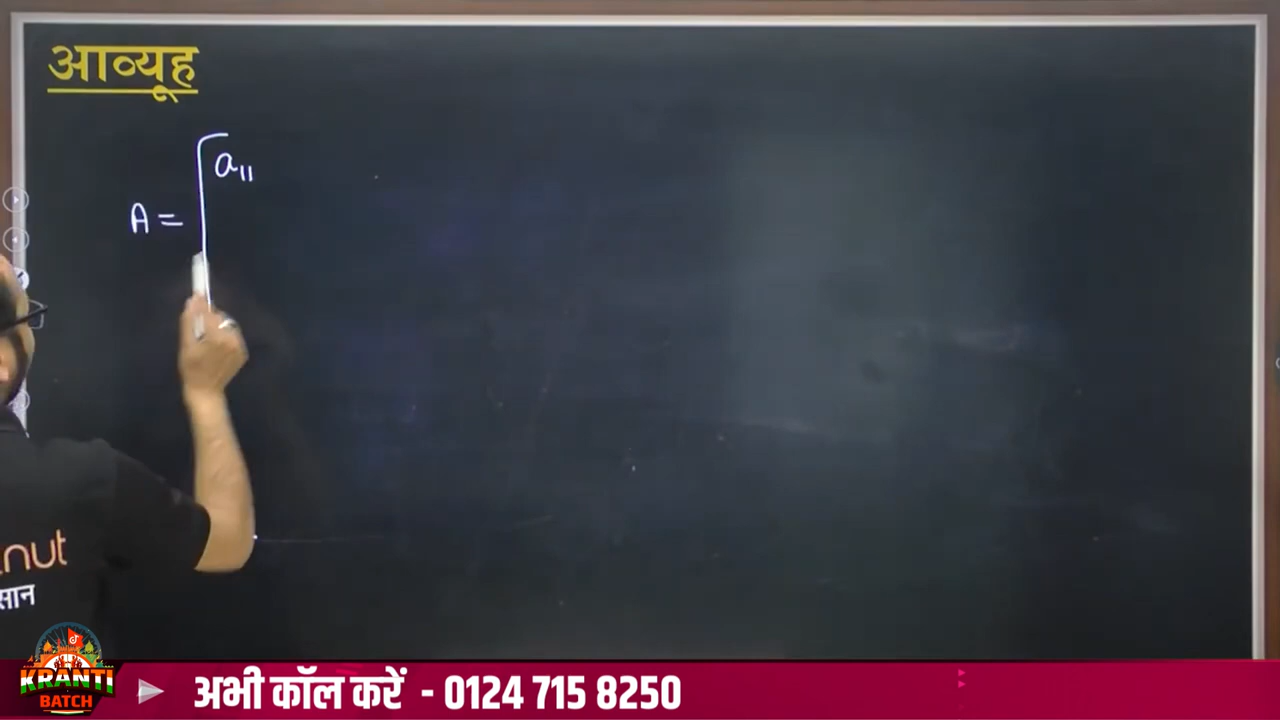 आव्यूह
A = [a₁₁
nut
सान
KRANTI
BATCH
अभी कॉल करें - 0124 715 8250